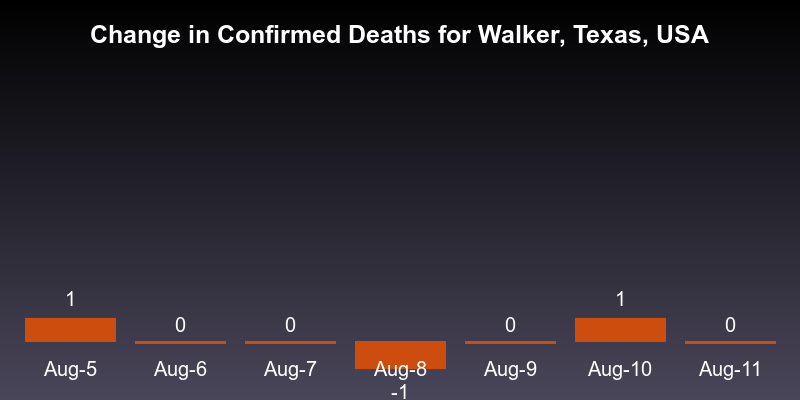 Change in Confirmed Deaths for Walker, Texas, USA
1
0
0
0
1
0
Aug-5
Aug-6
Aug-7
Aug-8
Aug-9
Aug-10
Aug-11
-1